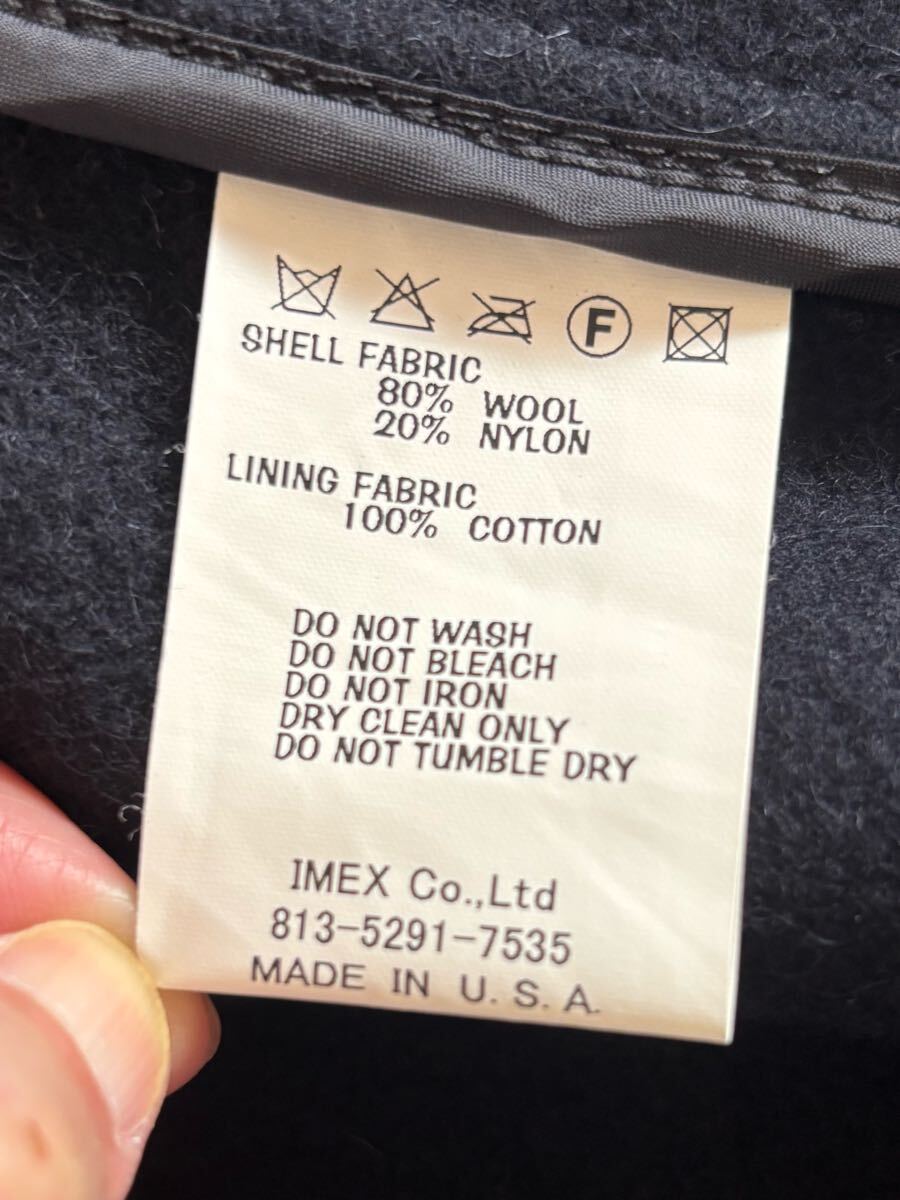 F
SHELL FABRIC
80% WOOL
20% NYLON
LINING FABRIC
100% COTTON
DO NOT WASH
DO NOT BLEACH
DO NOT IRON
DRY CLEAN ONLY
DO NOT TUMBLE DRY
IMEX Co.,Ltd
813-5291-7535
MADE IN U.S.A.